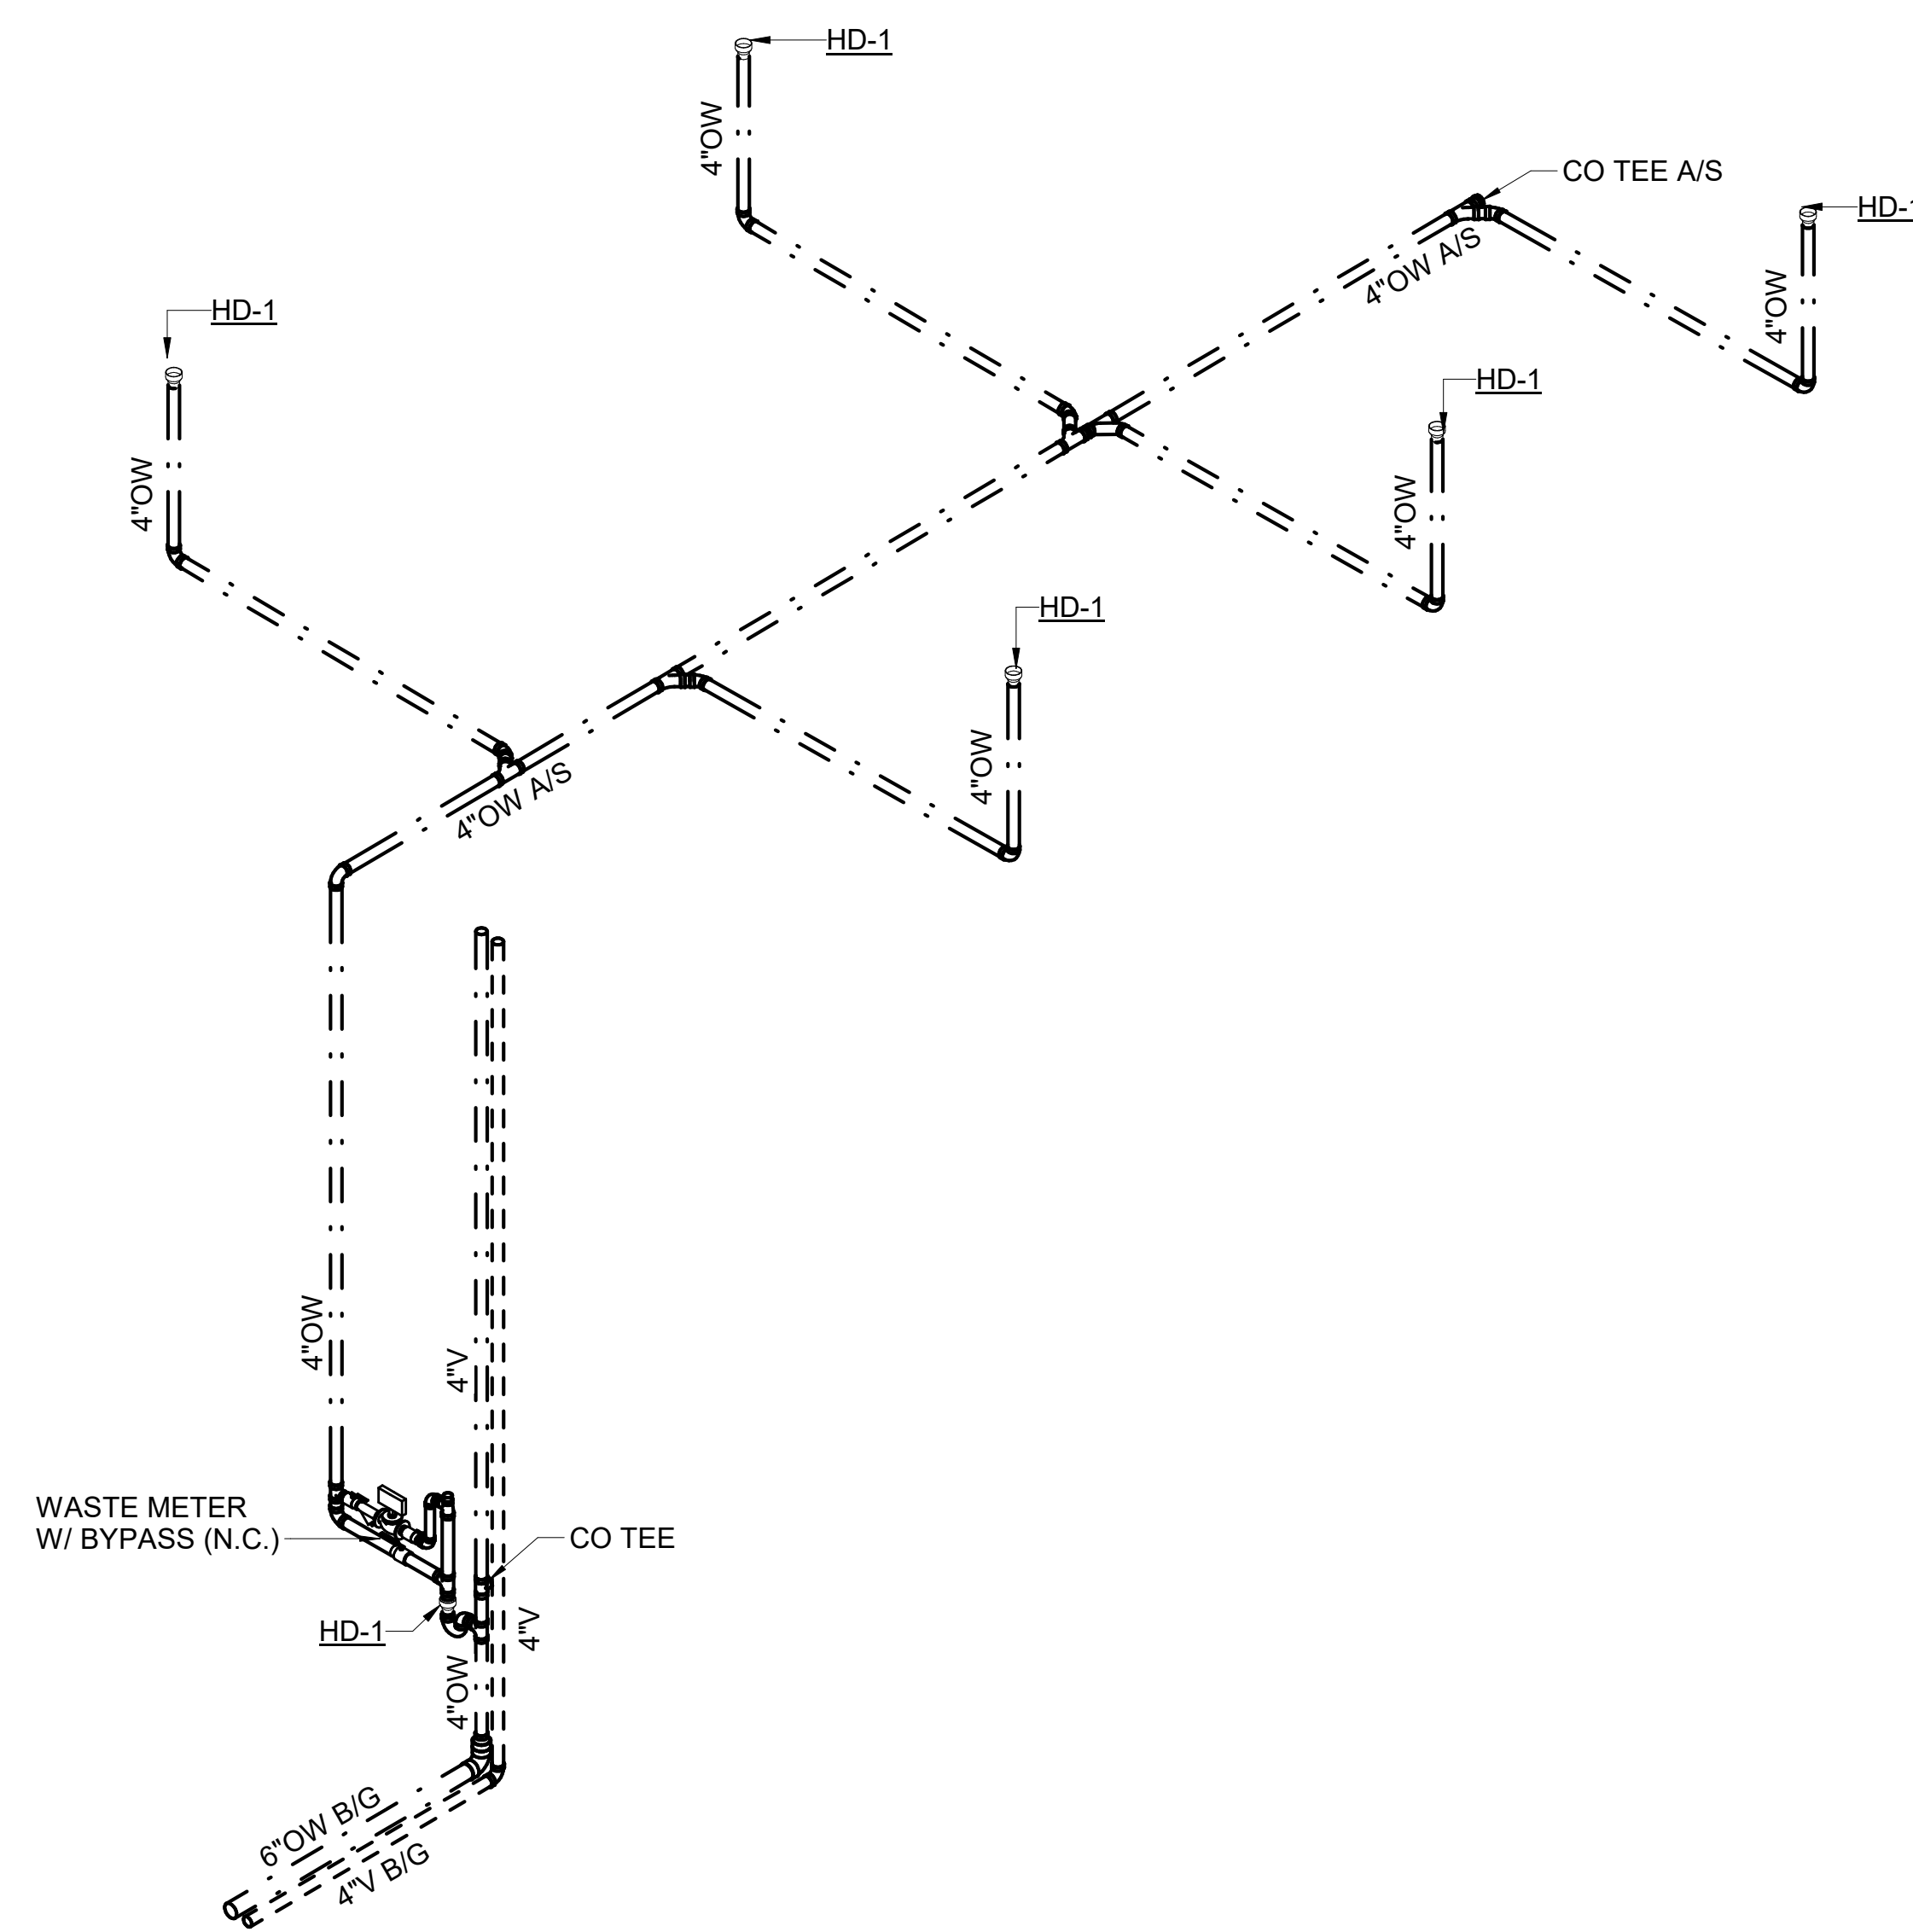 HD-1
4"OW
CO TEE A/S
HD-1
4"OW A/S
4"OW
HD-1
HD-1
4"OW
4"OW
HD-1
4"OW
4"OW A/S
4"OW
4"V
WASTE METER
W/ BYPASS (N.C.)
CO TEE
HD-1
4"V
4"OW
6"OW B/G
4"V B/G